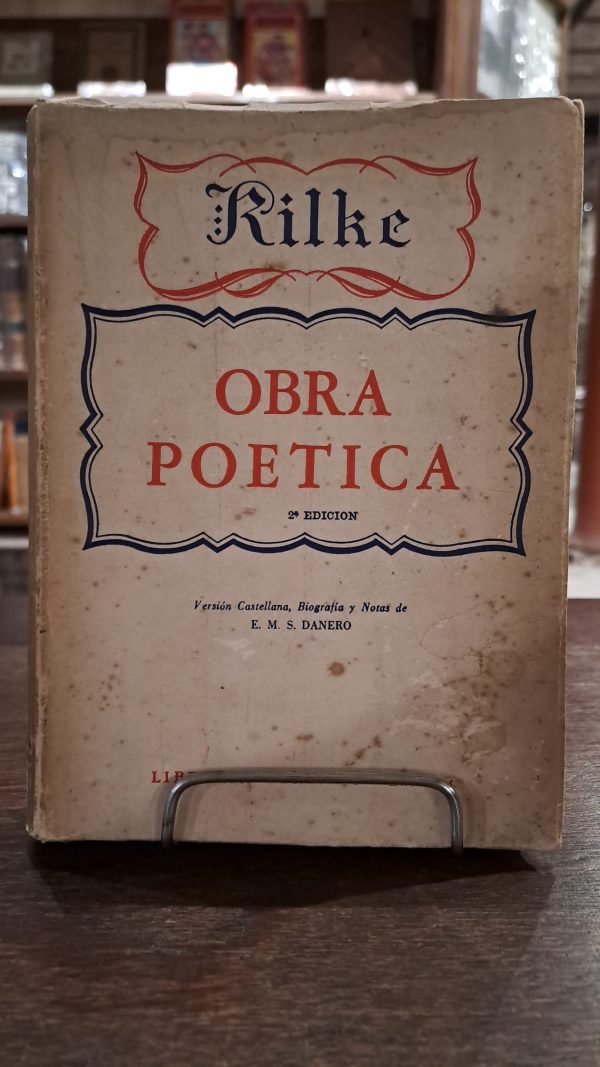 Rilke
OBRA
POETICA
2ª EDICION
Versión Castellana, Biografía y Notas de
E. M. S. DANERO